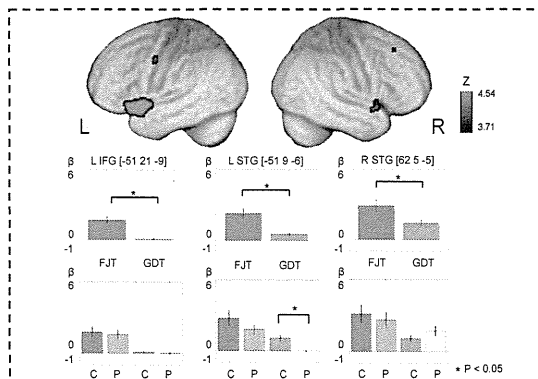 L
R
Z
4.54
3.71
β L IFG [-51 21 -9]
6
0
-1
*
FJT GDT
β L STG [-51 9 -6]
6
0
-1
*
FJT GDT
β R STG [62 5 -5]
6
0
-1
*
FJT GDT
β
6
0
-1
C P C P
β
6
0
-1
*
C P C P
β
6
0
-1
C P C P
* P < 0.05